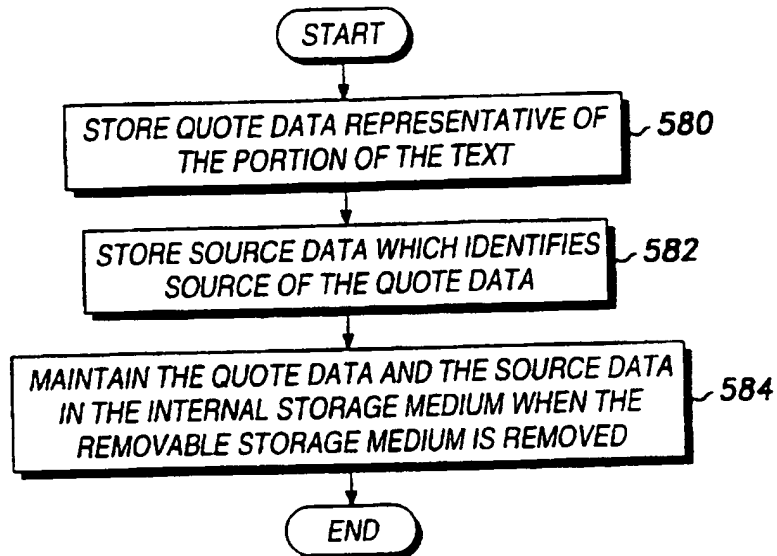 START
STORE QUOTE DATA REPRESENTATIVE OF
THE PORTION OF THE TEXT
580
STORE SOURCE DATA WHICH IDENTIFIES
SOURCE OF THE QUOTE DATA
582
MAINTAIN THE QUOTE DATA AND THE SOURCE DATA
IN THE INTERNAL STORAGE MEDIUM WHEN THE
REMOVABLE STORAGE MEDIUM IS REMOVED
584
END